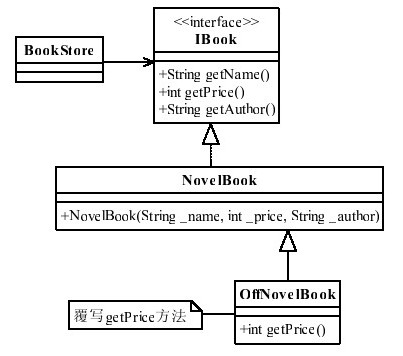 <<interface>>
IBook
BookStore
+String getName()
+int getPrice()
+String getAuthor()
NovelBook
+NovelBook(String _name, int _price, String _author)
OffNovelBook
覆写getPrice方法
+int getPrice()